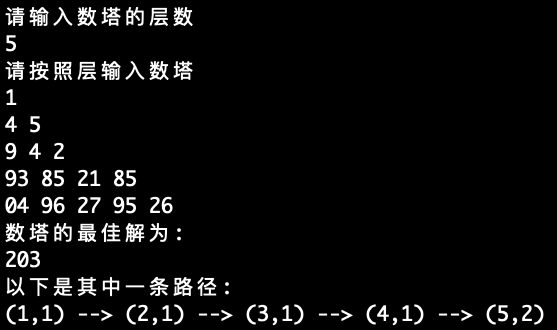 请输入数塔的层数
5
请按照层输入数塔
1
4 5
9 4 2
93 85 21 85
04 96 27 95 26
数塔的最佳解为：
203
以下是其中一条路径：
(1,1) --> (2,1) --> (3,1) --> (4,1) --> (5,2)